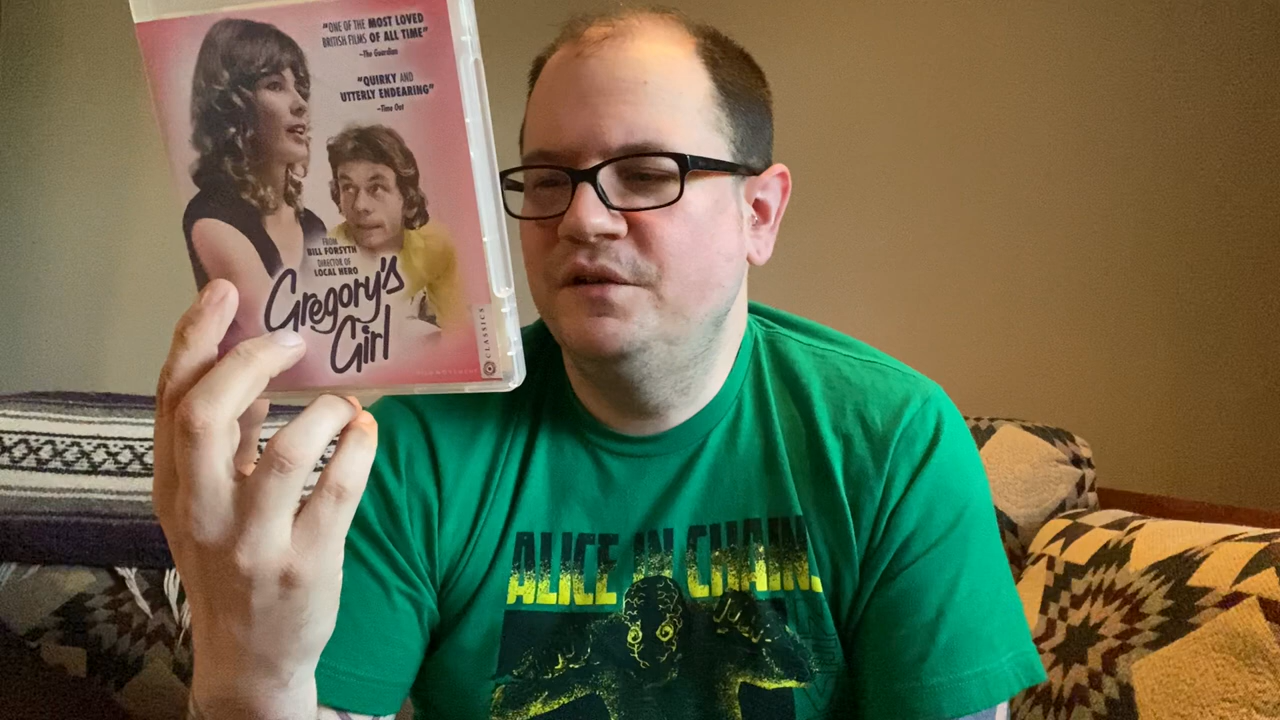 "ONE OF THE MOST LOVED
BRITISH FILMS OF ALL TIME"
–The Guardian
"QUIRKY AND
UTTERLY ENDEARING"
–Time Out
FROM
BILL FORSYTH
DIRECTOR OF
LOCAL HERO
Gregory's
Girl
CLASSICS
ALICE IN CHAINS